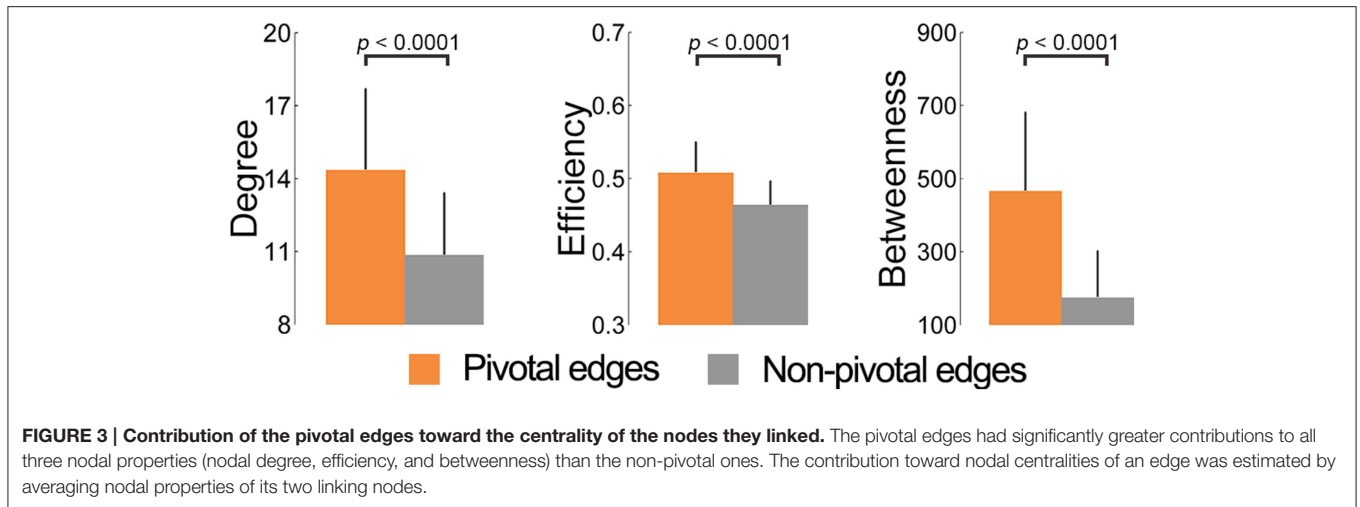 Degree
20
17
14
11
8
p < 0.0001
Efficiency
0.7
0.6
0.5
0.4
0.3
p < 0.0001
Betweenness
900
700
500
300
100
p < 0.0001
Pivotal edges
Non-pivotal edges
FIGURE 3 | Contribution of the pivotal edges toward the centrality of the nodes they linked. The pivotal edges had significantly greater contributions to all
three nodal properties (nodal degree, efficiency, and betweenness) than the non-pivotal ones. The contribution toward nodal centralities of an edge was estimated by
averaging nodal properties of its two linking nodes.